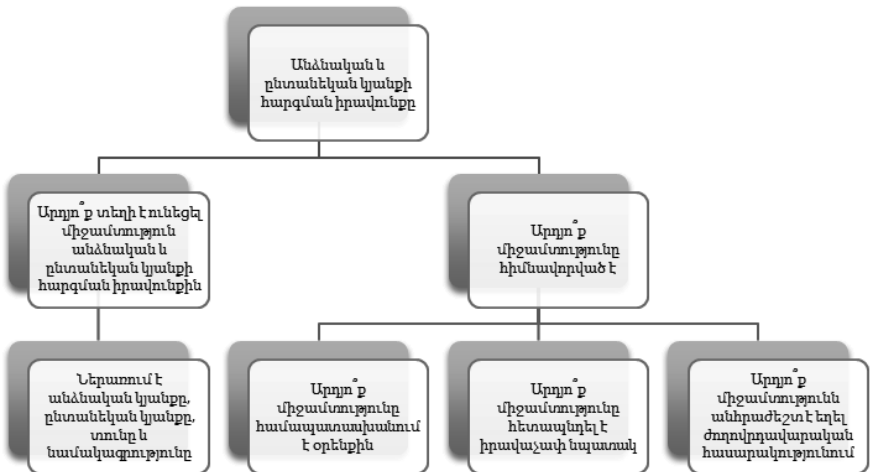 Անձնական և
ընտանեկան կյանքի
հարգման իրավունքը
Արդյո՞ք տեղի է ունեցել
միջամտություն
անձնական և
ընտանեկան կյանքի
հարգման իրավունքին
Արդյո՞ք
միջամտությունը
հիմնավորված է
Ներառում է
անձնական կյանքը,
ընտանեկան կյանքը,
տունը և
նամակագրությունը
Արդյո՞ք
միջամտությունը
համապատասխանում
է օրենքին
Արդյո՞ք
միջամտությունը
հետապնդել է
իրավաչափ նպատակ
Արդյո՞ք
միջամտությունն
անհրաժեշտ է եղել
ժողովրդավարական
հասարակությունում